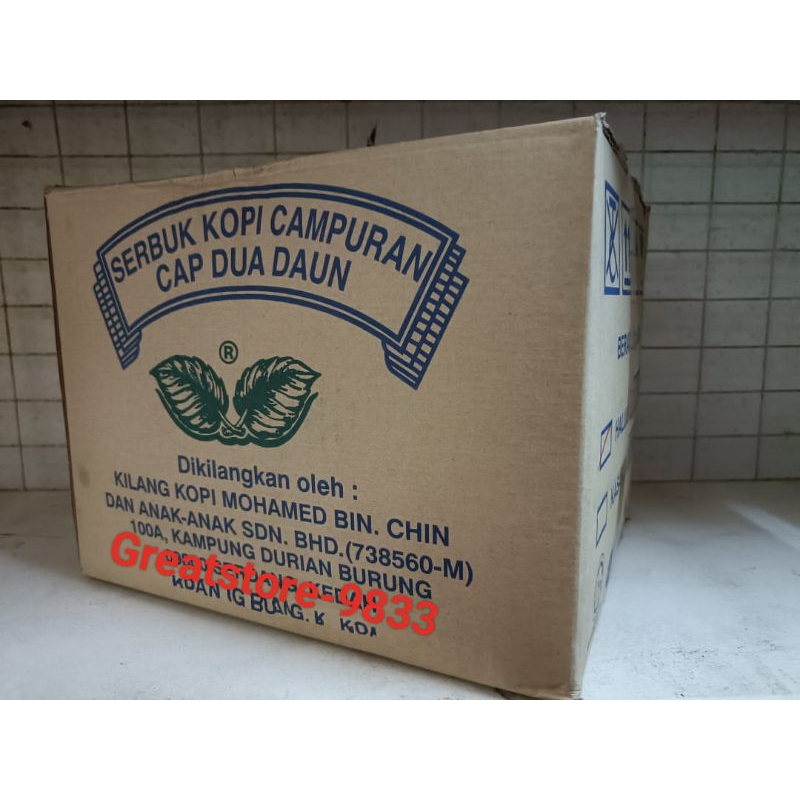 SERBUK KOPI CAMPURAN
CAP DUA DAUN
®
Dikilangkan oleh :
KILANG KOPI MOHAMED BIN. CHIN
DAN ANAK-ANAK SDN. BHD.(738560-M)
100A, KAMPUNG DURIAN BURUNG
Greatstore-9833